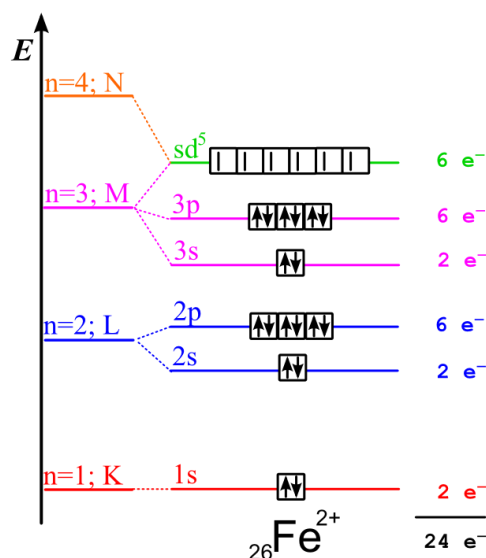 E
n=4; N
sd⁵ 6 e⁻
n=3; M
3p 6 e⁻
3s 2 e⁻
2p 6 e⁻
n=2; L
2s 2 e⁻
n=1; K 1s 2 e⁻
₂₆Fe²⁺ 24 e⁻